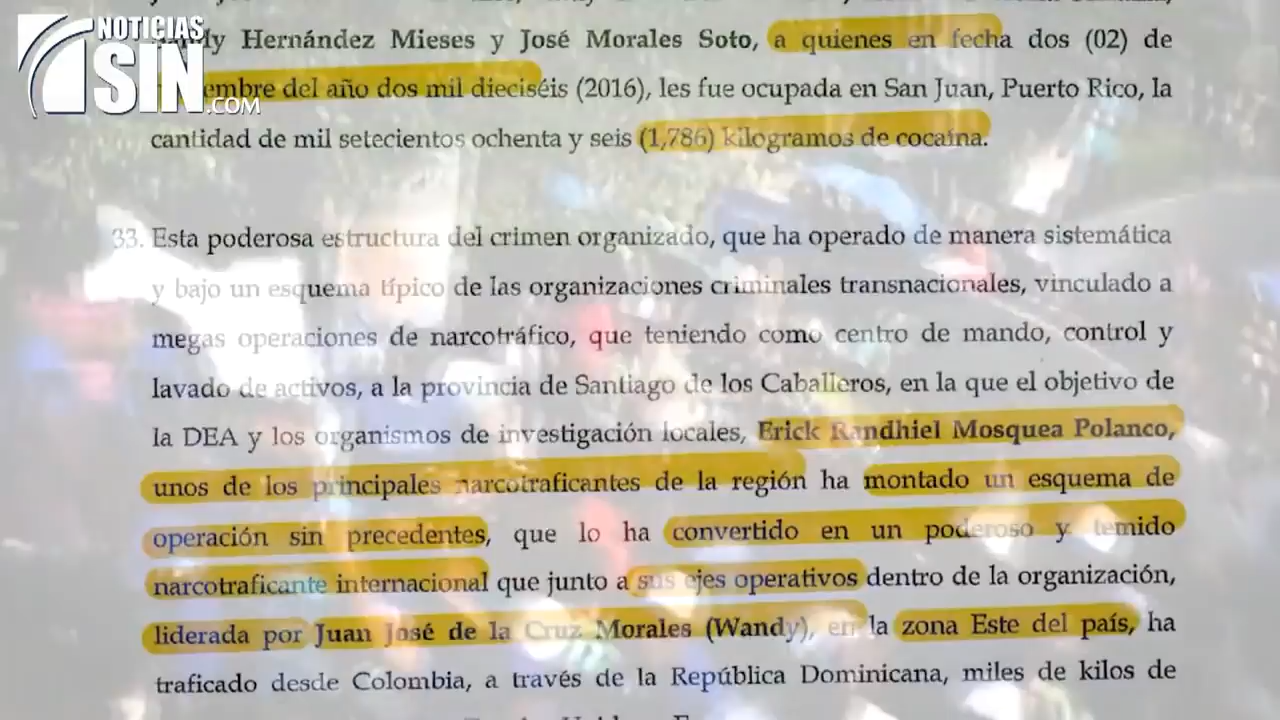 NOTICIAS
SIN.COM
Hernández Mieses y José Morales Soto, a quienes en fecha dos (02) de
del año dos mil dieciséis (2016), les fue ocupada en San Juan, Puerto Rico, la
cantidad de mil setecientos ochenta y seis (1,786) kilogramos de cocaína.
33. Esta poderosa estructura del crimen organizado, que ha operado de manera sistemática
y bajo un esquema típico de las organizaciones criminales transnacionales, vinculado a
megas operaciones de narcotráfico, que teniendo como centro de mando, control y
lavado de activos, a la provincia de Santiago de los Caballeros, en la que el objetivo de
la DEA y los organismos de investigación locales, Erick Randhiel Mosquea Polanco,
unos de los principales narcotraficantes de la región ha montado un esquema de
operación sin precedentes, que lo ha convertido en un poderoso y temido
narcotraficante internacional que junto a sus ejes operativos dentro de la organización,
liderada por Juan José de la Cruz Morales (Wandy), en la zona Este del país, ha
traficado desde Colombia, a través de la República Dominicana, miles de kilos de